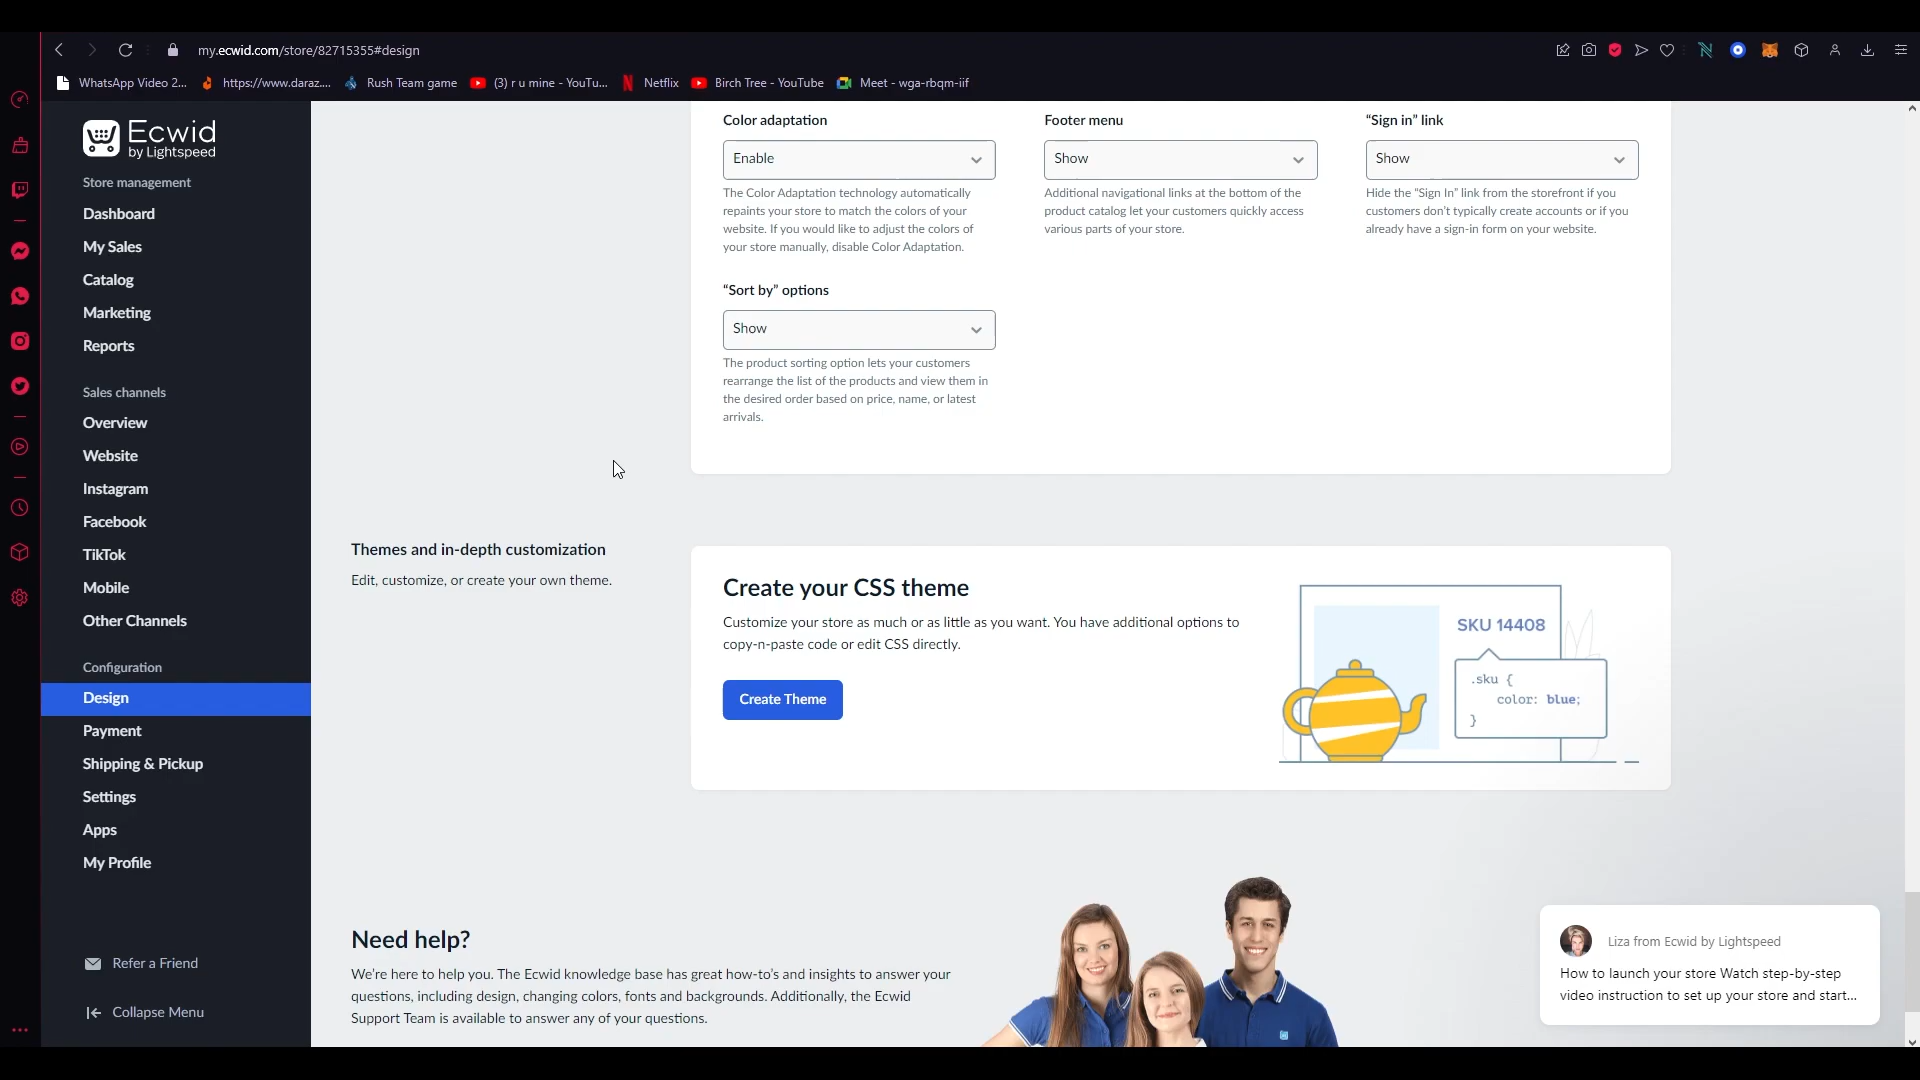 my.ecwid.com/store/82715355#design
WhatsApp Video 2...
https://www.daraz....
Rush Team game
(3) r u mine - YouTu...
Netflix
Birch Tree - YouTube
Meet - wga-rbqm-iif
Ecwid
by Lightspeed
Store management
Dashboard
My Sales
Catalog
Marketing
Reports
Sales channels
Overview
Website
Instagram
Facebook
TikTok
Mobile
Other Channels
Configuration
Design
Payment
Shipping & Pickup
Settings
Apps
My Profile
Refer a Friend
Collapse Menu
Color adaptation
Enable
The Color Adaptation technology automatically
repaints your store to match the colors of your
website. If you would like to adjust the colors of
your store manually, disable Color Adaptation.
Footer menu
Show
Additional navigational links at the bottom of the
product catalog let your customers quickly access
various parts of your store.
“Sign in” link
Show
Hide the “Sign In” link from the storefront if you
customers don’t typically create accounts or if you
already have a sign-in form on your website.
“Sort by” options
Show
The product sorting option lets your customers
rearrange the list of the products and view them in
the desired order based on price, name, or latest
arrivals.
Themes and in-depth customization
Edit, customize, or create your own theme.
Create your CSS theme
Customize your store as much or as little as you want. You have additional options to
copy-n-paste code or edit CSS directly.
Create Theme
SKU 14408
.sku {
color: blue;
}
Need help?
We’re here to help you. The Ecwid knowledge base has great how-to’s and insights to answer your
questions, including design, changing colors, fonts and backgrounds. Additionally, the Ecwid
Support Team is available to answer any of your questions.
Liza from Ecwid by Lightspeed
How to launch your store Watch step-by-step
video instruction to set up your store and start...